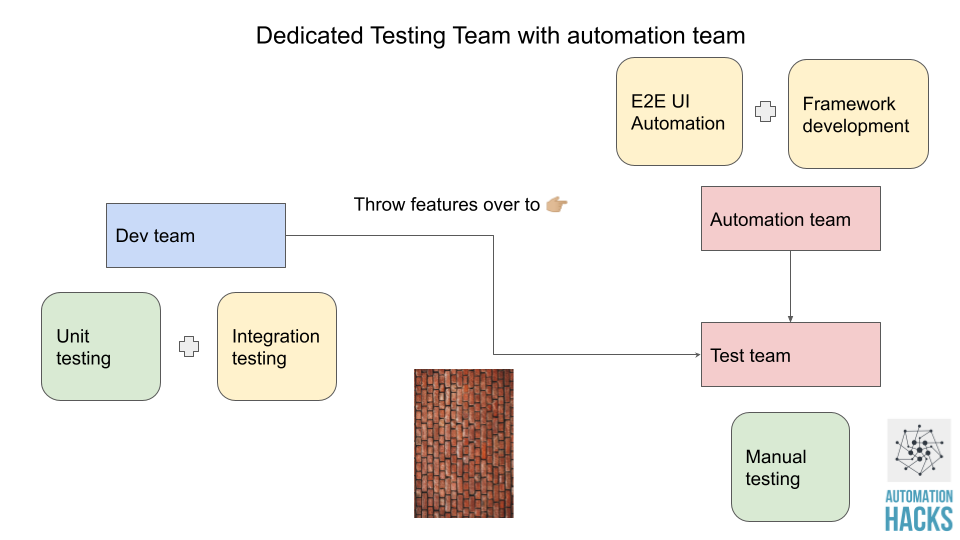 Dedicated Testing Team with automation team
E2E UI
Automation
Framework
development
Throw features over to 👉🏼
Dev team
Automation team
Unit
testing
Integration
testing
Test team
Manual
testing
AUTOMATION
HACKS